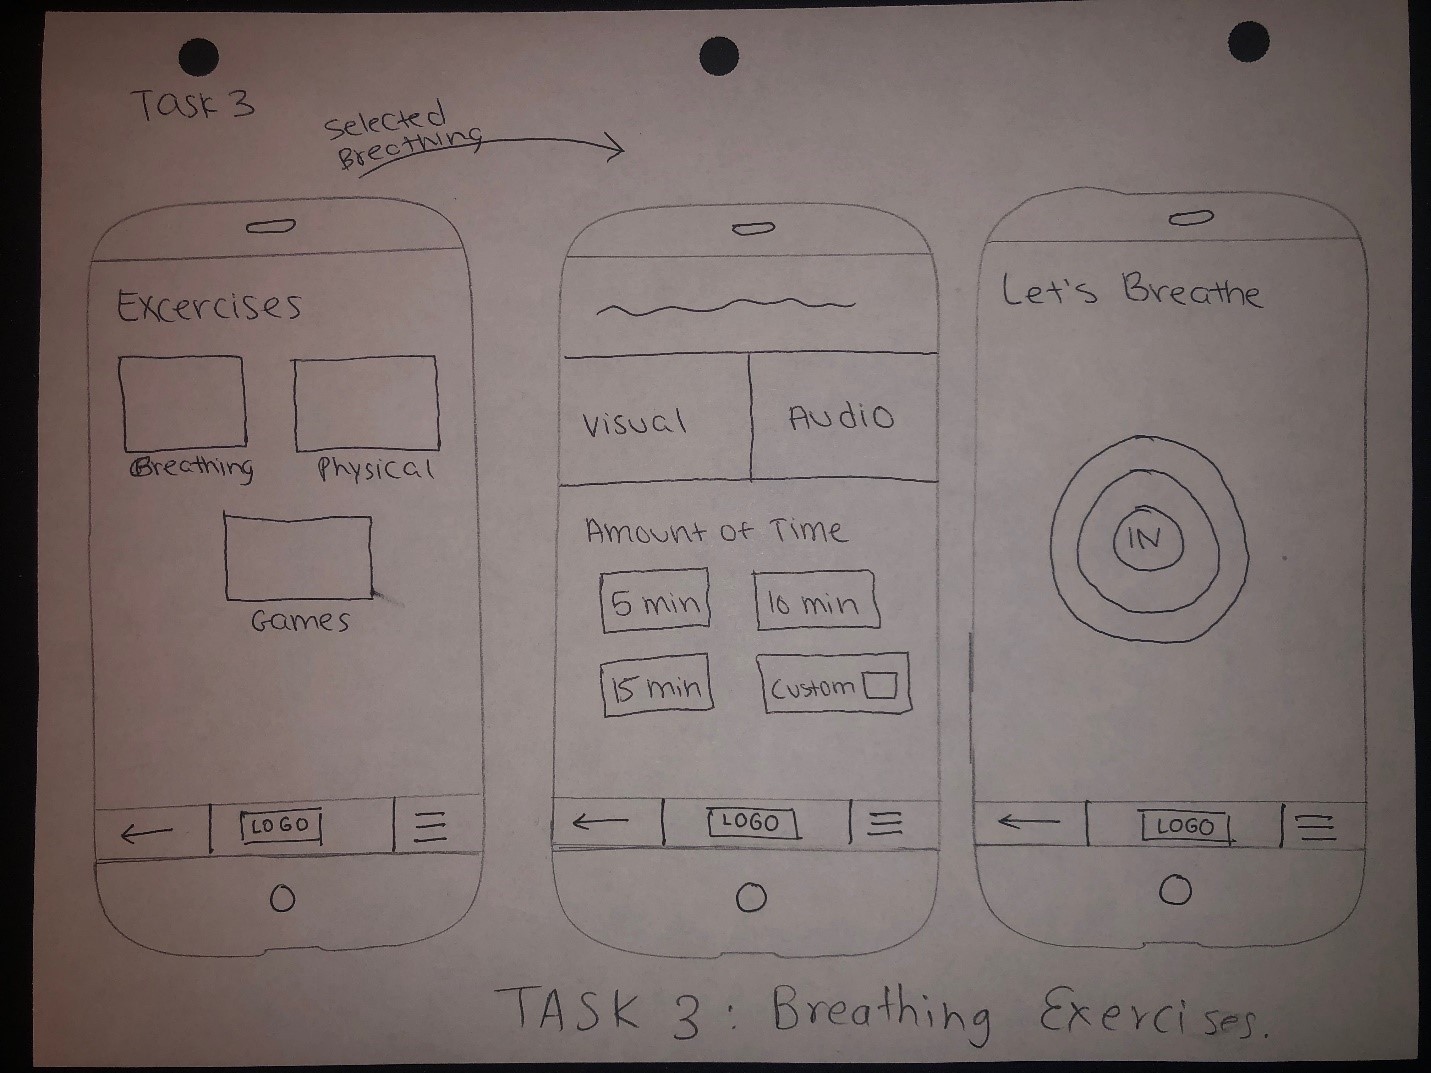 Task 3
Selected
Breathing
Excercises
Breathing
Physical
Games
LOGO
Visual
Audio
Amount of Time
5 min
10 min
15 min
Custom
LOGO
Let's Breathe
IN
LOGO
TASK 3: Breathing Exercises.